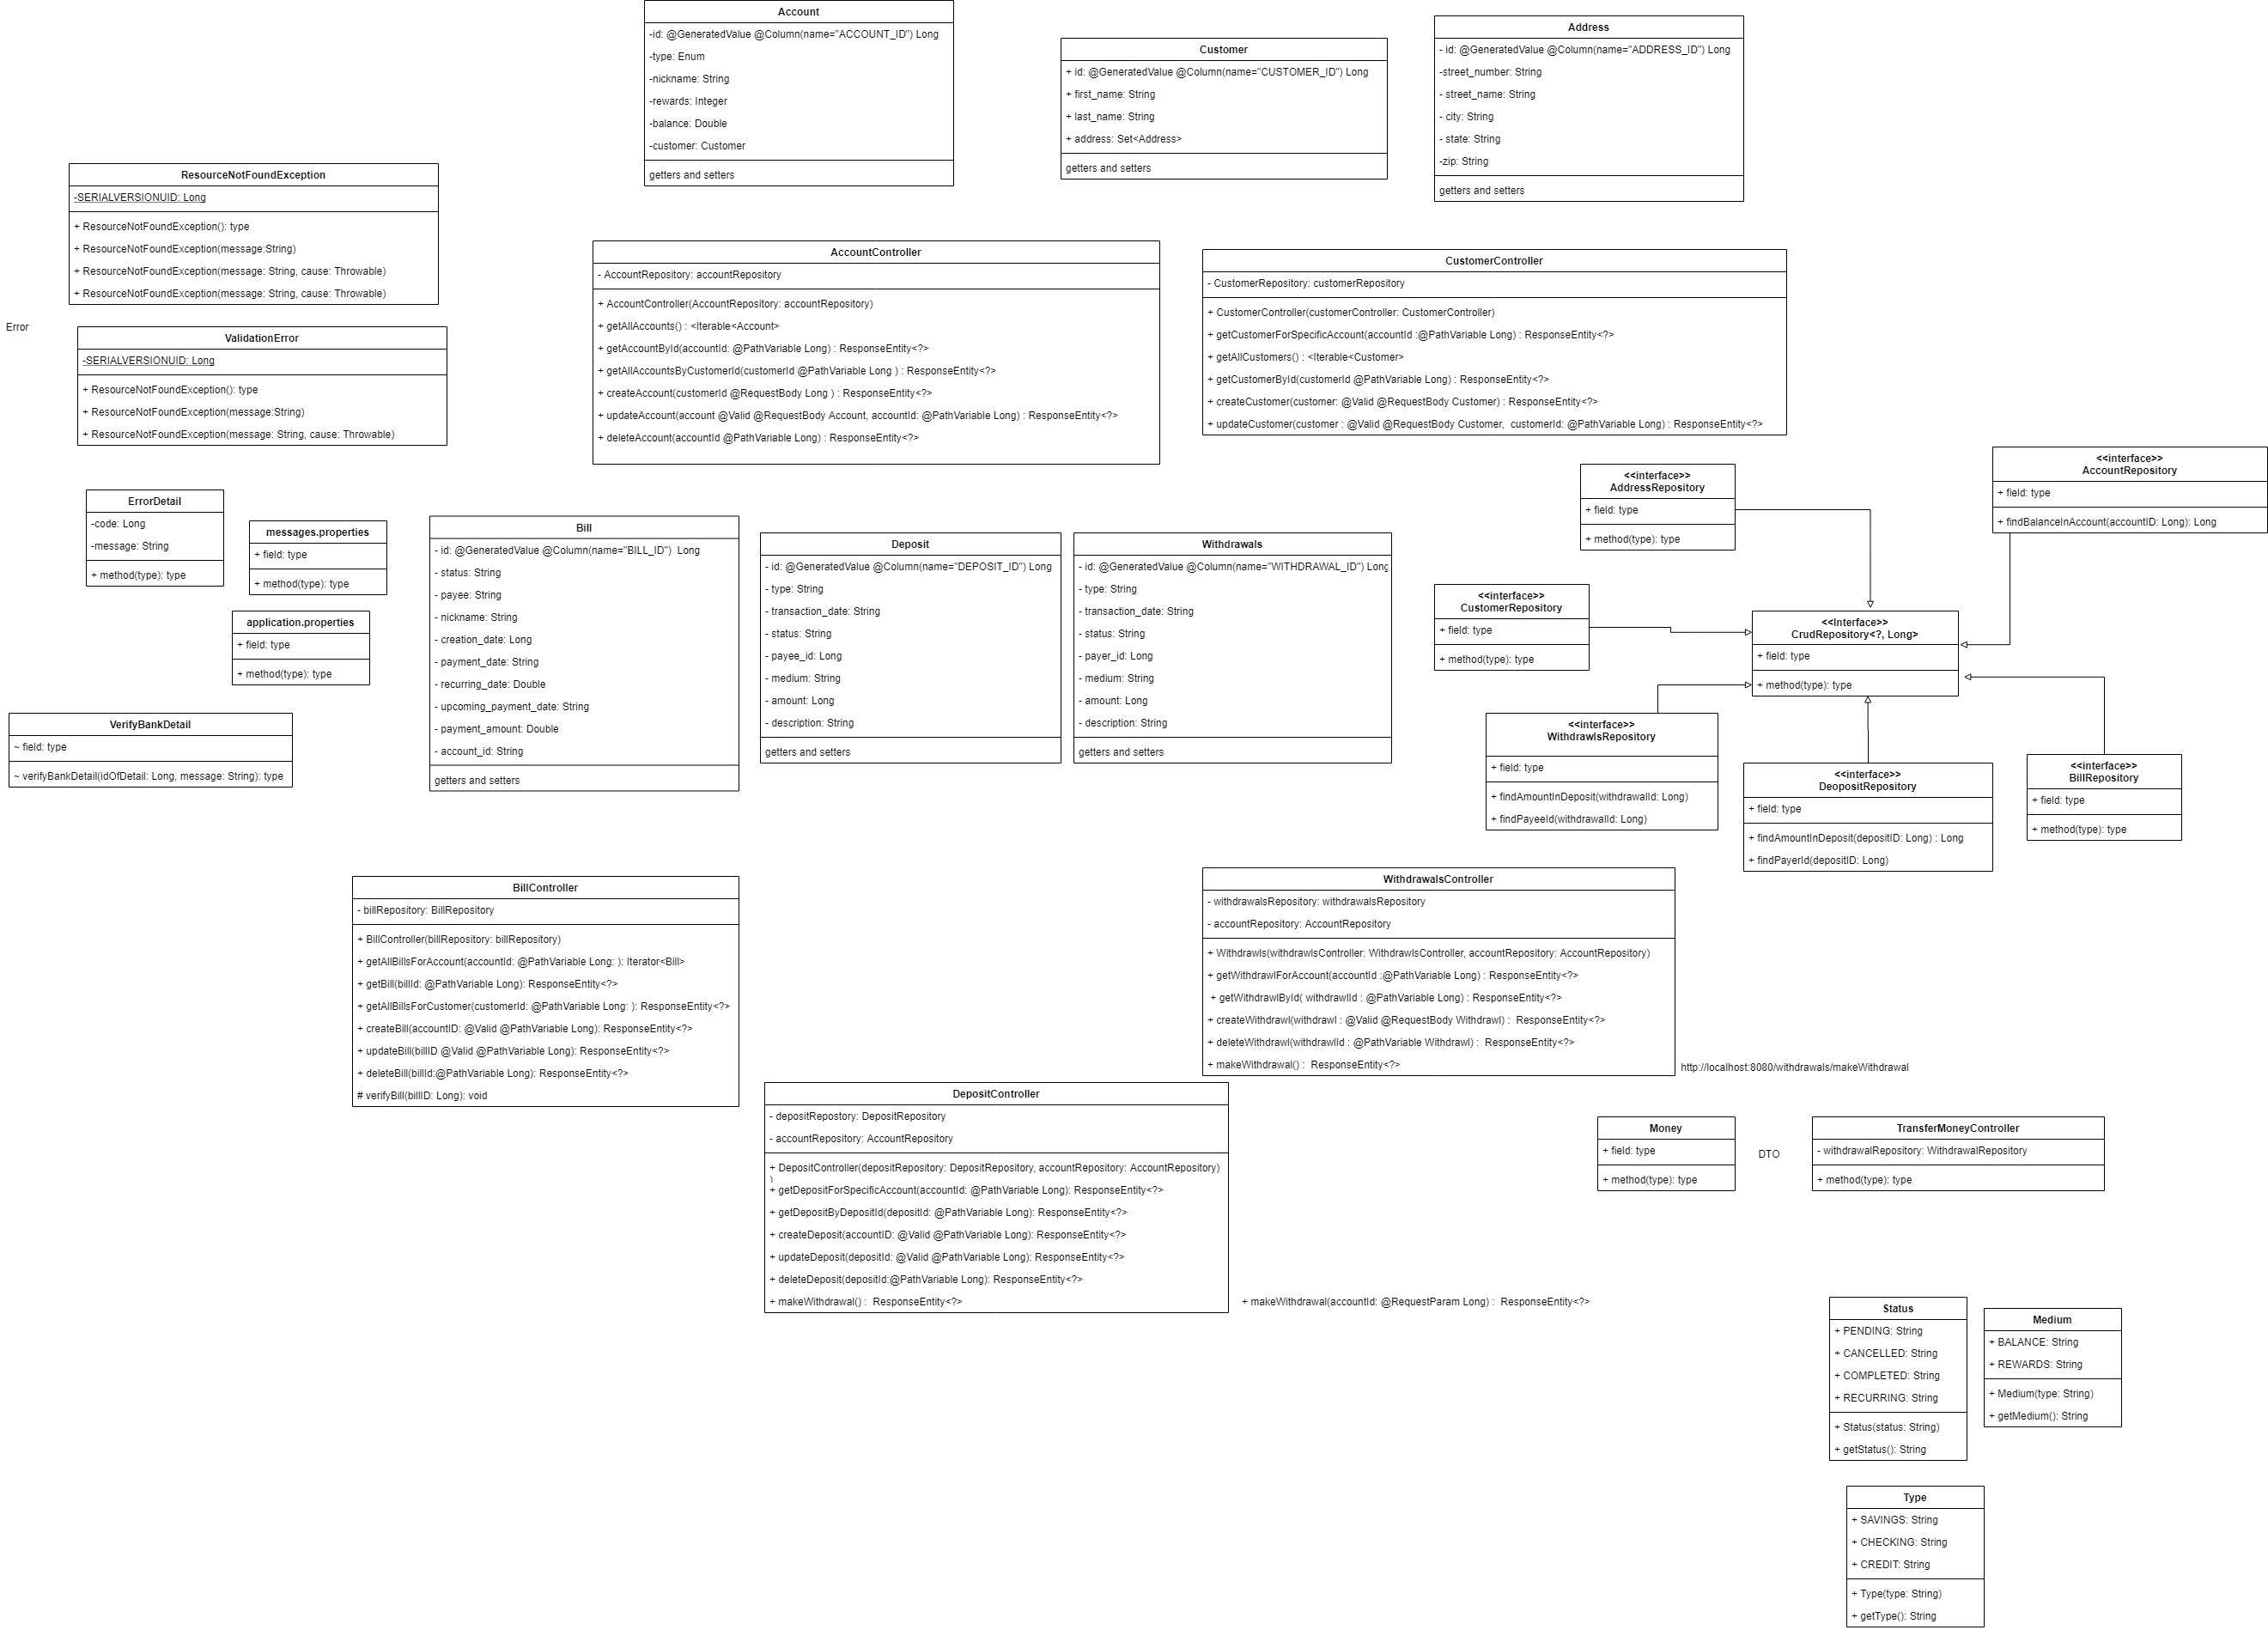 Account
-id: @GeneratedValue @Column(name="ACCOUNT_ID") Long
-type: Enum
-nickname: String
-rewards: Integer
-balance: Double
-customer: Customer
getters and setters
Customer
+ id: @GeneratedValue @Column(name="CUSTOMER_ID") Long
+ first_name: String
+ last_name: String
+ address: Set<Address>
getters and setters
Address
- id: @GeneratedValue @Column(name="ADDRESS_ID") Long
-street_number: String
- street_name: String
- city: String
- state: String
-zip: String
getters and setters
ResourceNotFoundException
-SERIALVERSIONUID: Long
+ ResourceNotFoundException(): type
+ ResourceNotFoundException(message:String)
+ ResourceNotFoundException(message: String, cause: Throwable)
+ ResourceNotFoundException(message: String, cause: Throwable)
Error
ValidationError
-SERIALVERSIONUID: Long
+ ResourceNotFoundException(): type
+ ResourceNotFoundException(message:String)
+ ResourceNotFoundException(message: String, cause: Throwable)
AccountController
- AccountRepository: accountRepository
+ AccountController(AccountRepository: accountRepository)
+ getAllAccounts() : <Iterable<Account>
+ getAccountById(accountId: @PathVariable Long) : ResponseEntity<?>
+ getAllAccountsByCustomerId(customerId @PathVariable Long ) : ResponseEntity<?>
+ createAccount(customerId @RequestBody Long ) : ResponseEntity<?>
+ updateAccount(account @Valid @RequestBody Account, accountId: @PathVariable Long) : ResponseEntity<?>
+ deleteAccount(accountId @PathVariable Long) : ResponseEntity<?>
CustomerController
- CustomerRepository: customerRepository
+ CustomerController(customerController: CustomerController)
+ getCustomerForSpecificAccount(accountId :@PathVariable Long) : ResponseEntity<?>
+ getAllCustomers() : <Iterable<Customer>
+ getCustomerById(customerId @PathVariable Long) : ResponseEntity<?>
+ createCustomer(customer: @Valid @RequestBody Customer) : ResponseEntity<?>
+ updateCustomer(customer : @Valid @RequestBody Customer,  customerId: @PathVariable Long) : ResponseEntity<?>
<<interface>>
AddressRepository
+ field: type
+ method(type): type
<<interface>>
AccountRepository
+ field: type
+ findBalanceInAccount(accountID: Long): Long
ErrorDetail
-code: Long
-message: String
+ method(type): type
messages.properties
+ field: type
+ method(type): type
application.properties
+ field: type
+ method(type): type
VerifyBankDetail
~ field: type
~ verifyBankDetail(idOfDetail: Long, message: String): type
Bill
- id: @GeneratedValue @Column(name="BILL_ID")  Long
- status: String
- payee: String
- nickname: String
- creation_date: Long
- payment_date: String
- recurring_date: Double
- upcoming_payment_date: String
- payment_amount: Double
- account_id: String
getters and setters
Deposit
- id: @GeneratedValue @Column(name="DEPOSIT_ID") Long
- type: String
- transaction_date: String
- status: String
- payee_id: Long
- medium: String
- amount: Long
- description: String
getters and setters
Withdrawals
- id: @GeneratedValue @Column(name="WITHDRAWAL_ID") Long
- type: String
- transaction_date: String
- status: String
- payer_id: Long
- medium: String
- amount: Long
- description: String
getters and setters
<<interface>>
CustomerRepository
+ field: type
+ method(type): type
<<Interface>>
CrudRepository<?, Long>
+ field: type
+ method(type): type
<<interface>>
WithdrawlsRepository
+ field: type
+ findAmountInDeposit(withdrawalId: Long)
+ findPayeeId(withdrawalId: Long)
<<interface>>
DeopositRepository
+ field: type
+ findAmountInDeposit(depositID: Long) : Long
+ findPayerId(depositID: Long)
<<interface>>
BillRepository
+ field: type
+ method(type): type
BillController
- billRepository: BillRepository
+ BillController(billRepository: billRepository)
+ getAllBillsForAccount(accountId: @PathVariable Long: ): Iterator<Bill>
+ getBill(billId: @PathVariable Long): ResponseEntity<?>
+ getAllBillsForCustomer(customerId: @PathVariable Long: ): ResponseEntity<?>
+ createBill(accountID: @Valid @PathVariable Long): ResponseEntity<?>
+ updateBill(billID @Valid @PathVariable Long): ResponseEntity<?>
+ deleteBill(billId:@PathVariable Long): ResponseEntity<?>
# verifyBill(billID: Long): void
WithdrawalsController
- withdrawalsRepository: withdrawalsRepository
- accountRepository: AccountRepository
+ Withdrawls(withdrawlsController: WithdrawlsController, accountRepository: AccountRepository)
+ getWithdrawlForAccount(accountId :@PathVariable Long) : ResponseEntity<?>
+ getWithdrawlById( withdrawlId : @PathVariable Long) : ResponseEntity<?>
+ createWithdrawl(withdrawl : @Valid @RequestBody Withdrawl) :  ResponseEntity<?>
+ deleteWithdrawl(withdrawlId : @PathVariable Withdrawl) :  ResponseEntity<?>
+ makeWithdrawal() :  ResponseEntity<?>
http://localhost:8080/withdrawals/makeWithdrawal
DepositController
- depositRepostory: DepositRepository
- accountRepository: AccountRepository
+ DepositController(depositRepository: DepositRepository, accountRepository: AccountRepository)
)
+ getDepositForSpecificAccount(accountId: @PathVariable Long): ResponseEntity<?>
+ getDepositByDepositId(depositId: @PathVariable Long): ResponseEntity<?>
+ createDeposit(accountID: @Valid @PathVariable Long): ResponseEntity<?>
+ updateDeposit(depositId: @Valid @PathVariable Long): ResponseEntity<?>
+ deleteDeposit(depositId:@PathVariable Long): ResponseEntity<?>
+ makeWithdrawal() :  ResponseEntity<?>
+ makeWithdrawal(accountId: @RequestParam Long) :  ResponseEntity<?>
Money
+ field: type
+ method(type): type
DTO
TransferMoneyController
- withdrawalRepository: WithdrawalRepository
+ method(type): type
Status
+ PENDING: String
+ CANCELLED: String
+ COMPLETED: String
+ RECURRING: String
+ Status(status: String)
+ getStatus(): String
Medium
+ BALANCE: String
+ REWARDS: String
+ Medium(type: String)
+ getMedium(): String
Type
+ SAVINGS: String
+ CHECKING: String
+ CREDIT: String
+ Type(type: String)
+ getType(): String